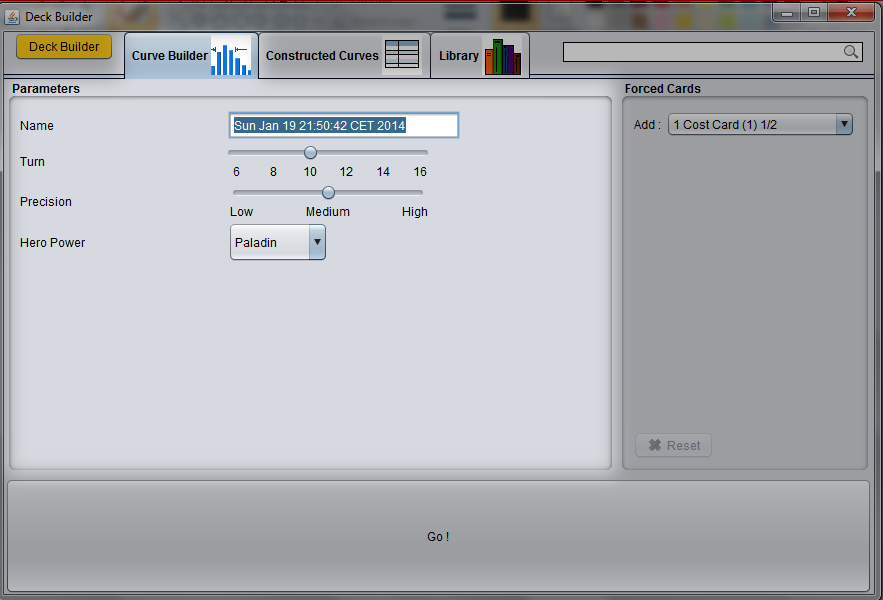 Deck Builder
Deck Builder
Curve Builder
Constructed Curves
Library
Parameters
Forced Cards
Name
Sun Jan 19 21:50:42 CET 2014
Add :
1 Cost Card (1) 1/2
Turn
6 8 10 12 14 16
Precision
Low Medium High
Hero Power
Paladin
Reset
Go !